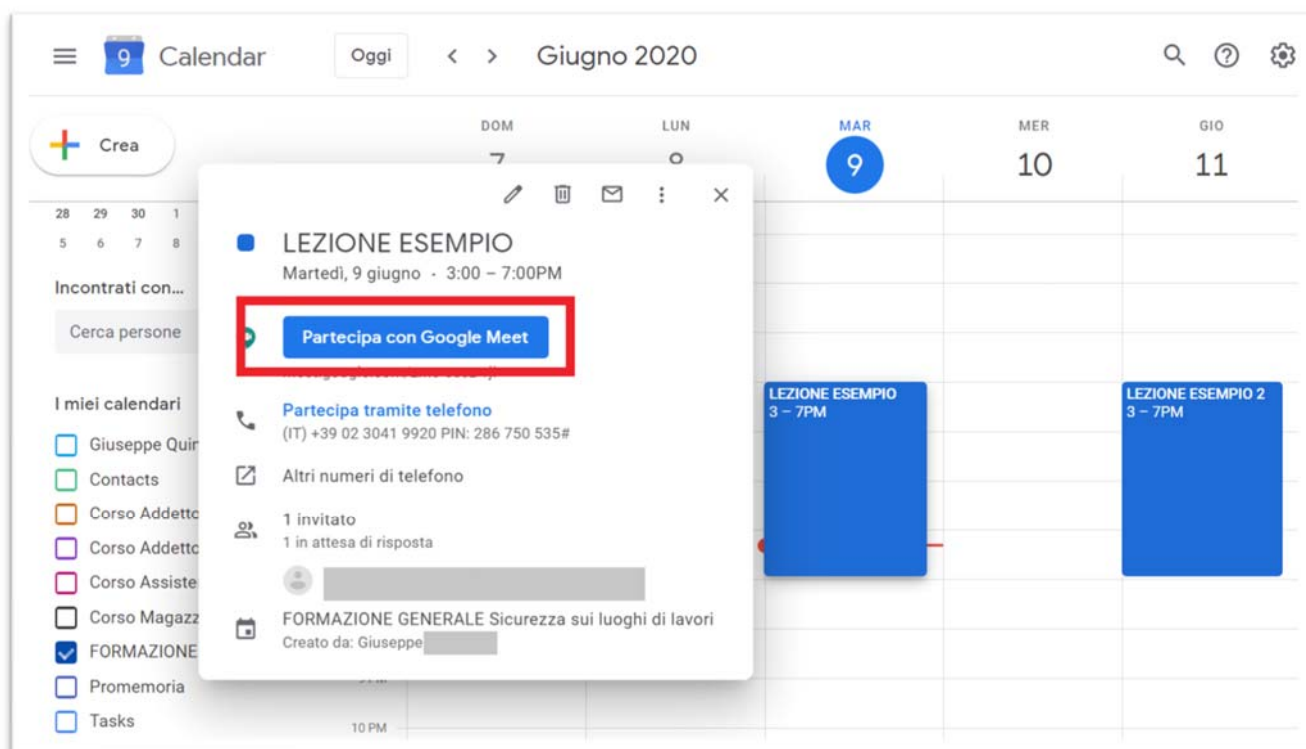 9 Calendar Oggi < > Giugno 2020
DOM LUN MAR MER GIO
Crea
7 9 10 11
28 29 30 1
5 6 7 8
LEZIONE ESEMPIO
Martedì, 9 giugno · 3:00 – 7:00PM
Incontrati con...
Cerca persone
Partecipa con Google Meet
I miei calendari
Partecipa tramite telefono
(IT) +39 02 3041 9920 PIN: 286 750 535#
LEZIONE ESEMPIO
3 – 7PM
LEZIONE ESEMPIO 2
3 – 7PM
Giuseppe
Contacts
Altri numeri di telefono
Corso Addetto
1 invitato
1 in attesa di risposta
Corso Addetto
Corso Assiste
Corso Magazz
FORMAZIONE GENERALE Sicurezza sui luoghi di lavori
Creato da: Giuseppe
FORMAZIONE
Promemoria
Tasks
10 PM